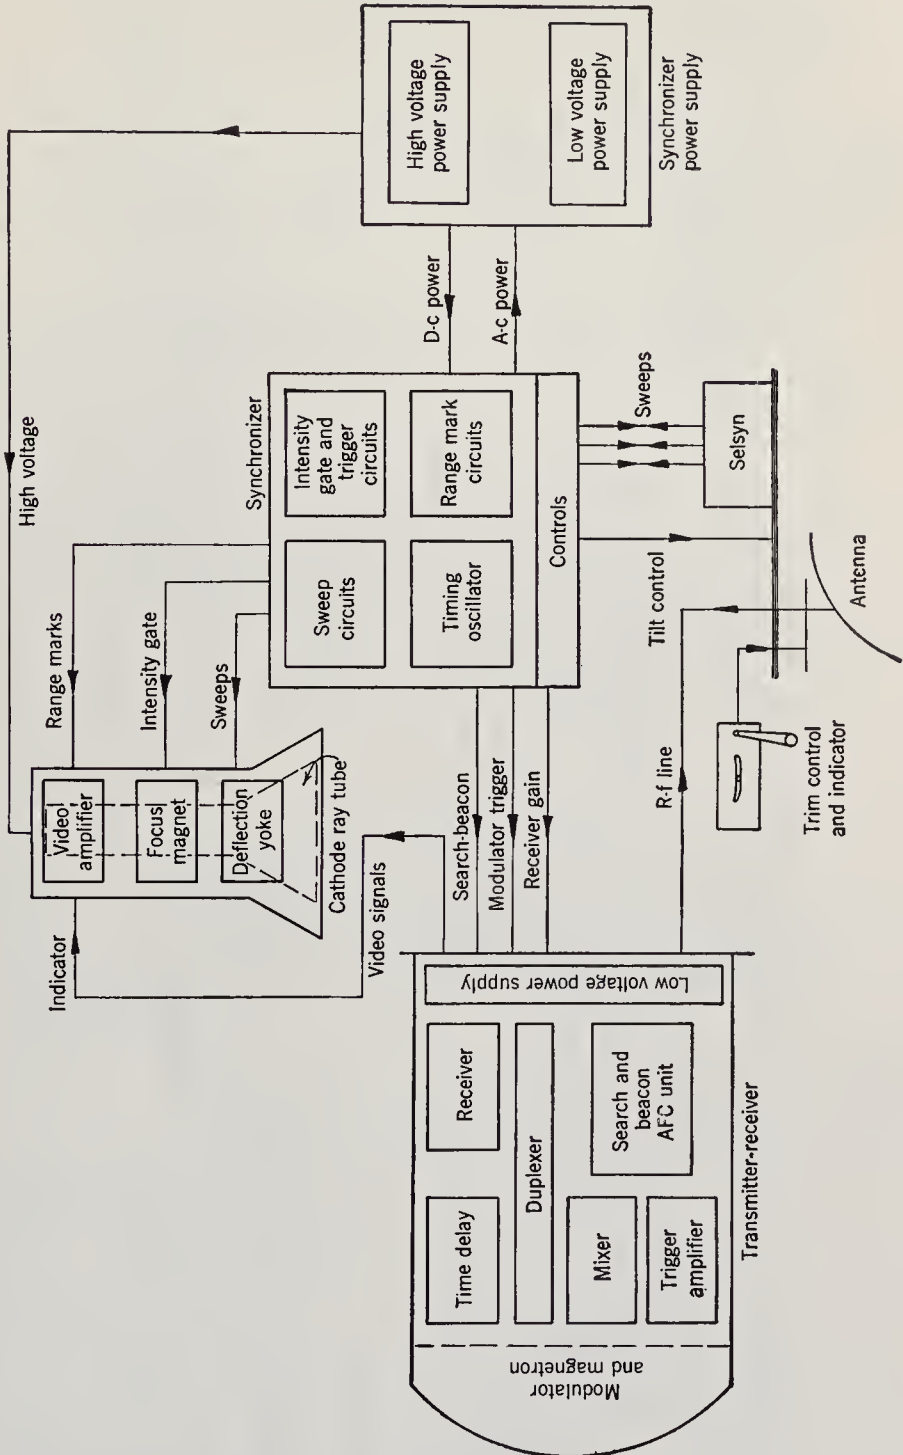 High voltage
Indicator
Video
amplifier
Focus
magnet
Deflection
yoke
Cathode ray tube
Range marks
Intensity gate
Sweeps
Video signals
Synchronizer
Sweep
circuits
Intensity
gate and
trigger
circuits
Timing
oscillator
Range mark
circuits
Controls
D-c power
A-c power
High voltage
power supply
Low voltage
power supply
Synchronizer
power supply
Search-beacon
Modulator trigger
Receiver gain
Modulator
and magnetron
Time delay
Receiver
Duplexer
Mixer
Search and
beacon
AFC unit
Trigger
amplifier
Low voltage power supply
Transmitter-receiver
R-f line
Tilt control
Sweeps
Selsyn
Trim control
and indicator
Antenna